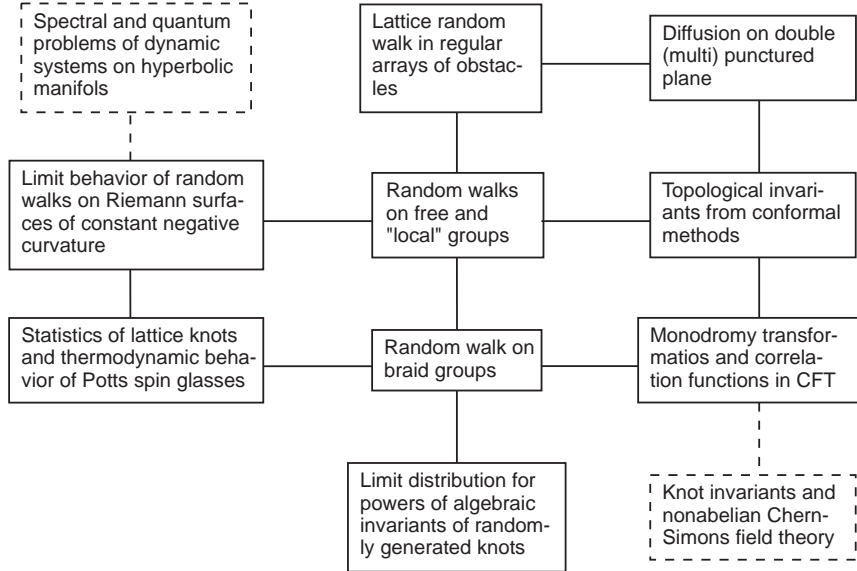 Spectral and quantum
problems of dynamic
systems on hyperbolic
manifols
Lattice random
walk in regular
arrays of obstac-
les
Diffusion on double
(multi) punctured
plane
Limit behavior of random
walks on Riemann surfa-
ces of constant negative
curvature
Random walks
on free and
"local" groups
Topological invari-
ants from conformal
methods
Statistics of lattice knots
and thermodynamic beha-
vior of Potts spin glasses
Random walk on
braid groups
Monodromy transfor-
matios and correla-
tion functions in CFT
Limit distribution for
powers of algebraic
invariants of random-
ly generated knots
Knot invariants and
nonabelian Chern-
Simons field theory